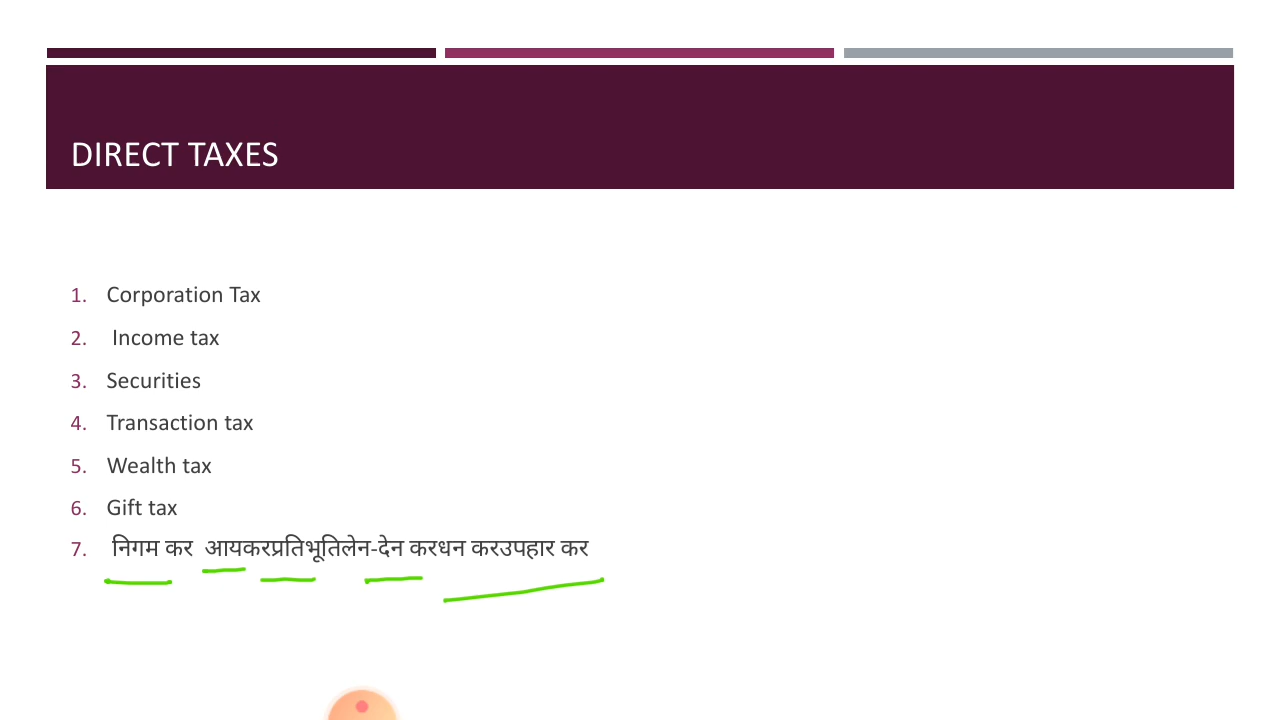 DIRECT TAXES
1. Corporation Tax
2. Income tax
3. Securities
4. Transaction tax
5. Wealth tax
6. Gift tax
7. निगम कर आयकरप्रतिभूतिलेन-देन करधन करउपहार कर